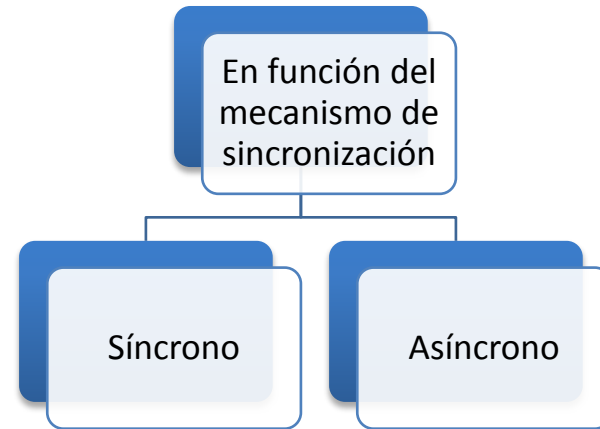 En función del
mecanismo de
sincronización
Síncrono
Asíncrono